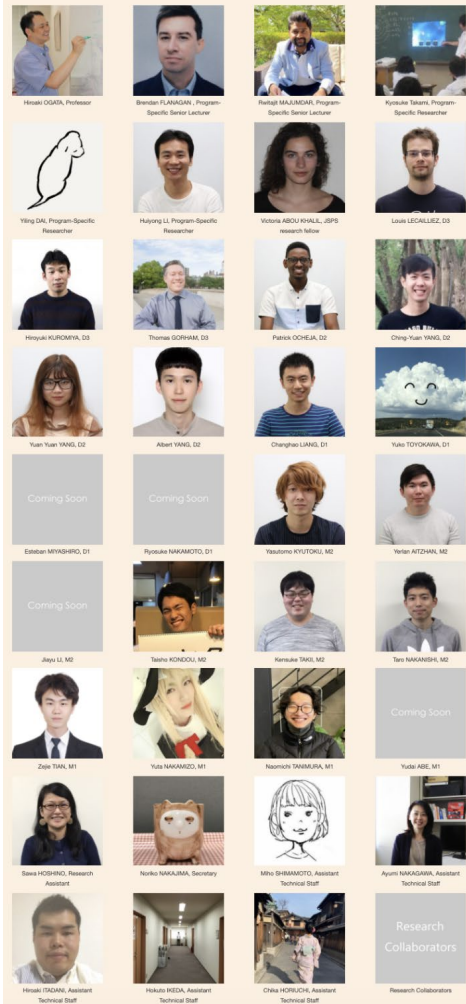 Hiroaki OGATA, Professor
Brendan FLANAGAN , Program-
Specific Senior Lecturer
Rwitajit MAJUMDAR, Program-
Specific Senior Lecturer
Kyosuke Takami, Program-
Specific Researcher
Yiling DAI, Program-Specific
Researcher
Huiyong LI, Program-Specific
Researcher
Victoria ABOU KHALIL, JSPS
research fellow
Louis LECAILLIEZ, D3
Hiroyuki KUROMIYA, D3
Thomas GORHAM, D3
Patrick OCHEJA, D2
Ching-Yuan YANG, D2
Yuan Yuan YANG, D2
Albert YANG, D2
Changhao LIANG, D1
Yuko TOYOKAWA, D1
Coming Soon
Esteban MIYASHIRO, D1
Coming Soon
Ryosuke NAKAMOTO, D1
Yasutomo KYUTOKU, M2
Yerlan AITZHAN, M2
Coming Soon
Jiayu LI, M2
Taisho KONDOU, M2
Kensuke TAKII, M2
Taro NAKANISHI, M2
Zejie TIAN, M1
Yuta NAKAMIZO, M1
Naomichi TANIMURA, M1
Coming Soon
Yudai ABE, M1
Sawa HOSHINO, Research
Assistant
Noriko NAKAJIMA, Secretary
Miho SHIMAMOTO, Assistant
Technical Staff
Ayumi NAKAGAWA, Assistant
Technical Staff
Hiroaki ITADANI, Assistant
Technical Staff
Hokuto IKEDA, Assistant
Technical Staff
Chika HORIUCHI, Assistant
Technical Staff
Research
Collaborators
Research Collaborators